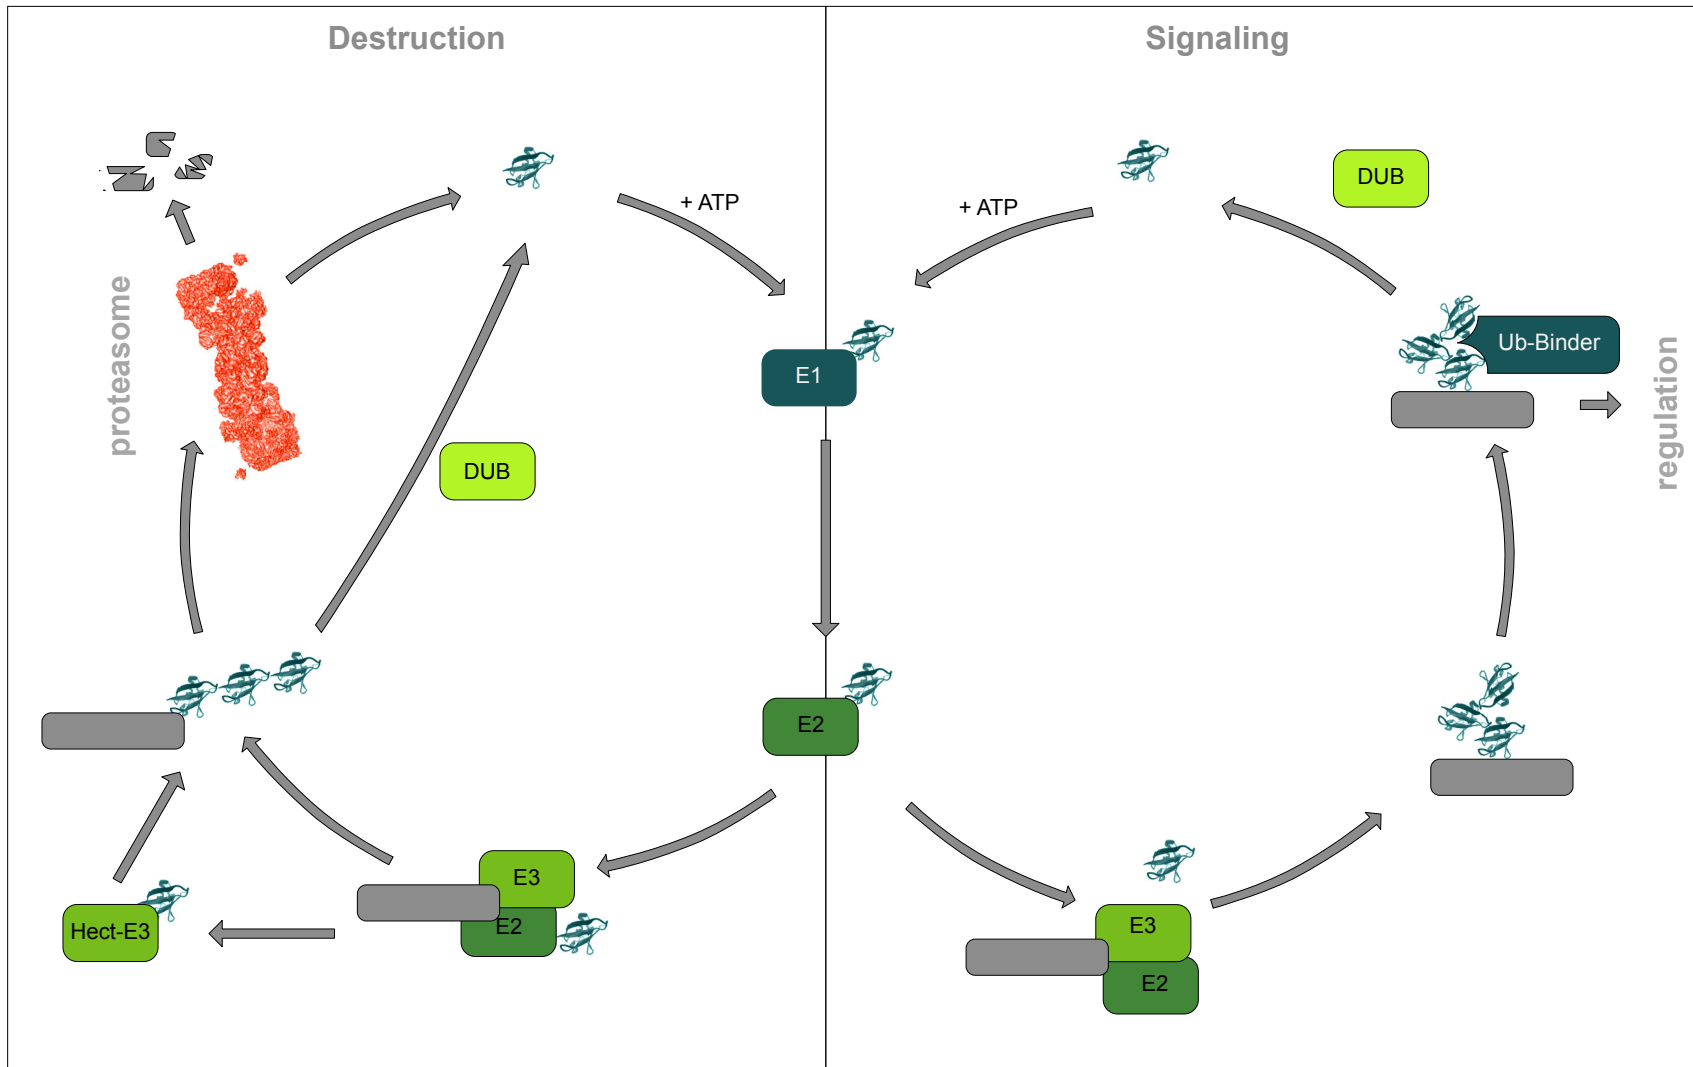 Destruction
Signaling
+ ATP
+ ATP
DUB
proteasome
E1
Ub-Binder
regulation
DUB
E2
E3
E2
Hect-E3
E3
E2